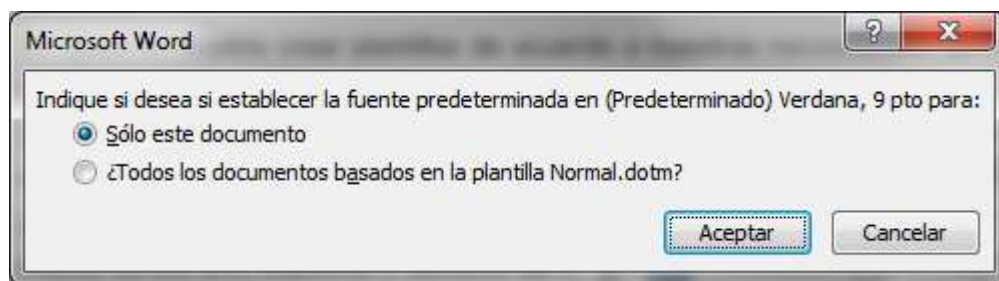 Microsoft Word
Indique si desea si establecer la fuente predeterminada en (Predeterminado) Verdana, 9 pto para:
Sólo este documento
¿Todos los documentos basados en la plantilla Normal.dotm?
Aceptar Cancelar